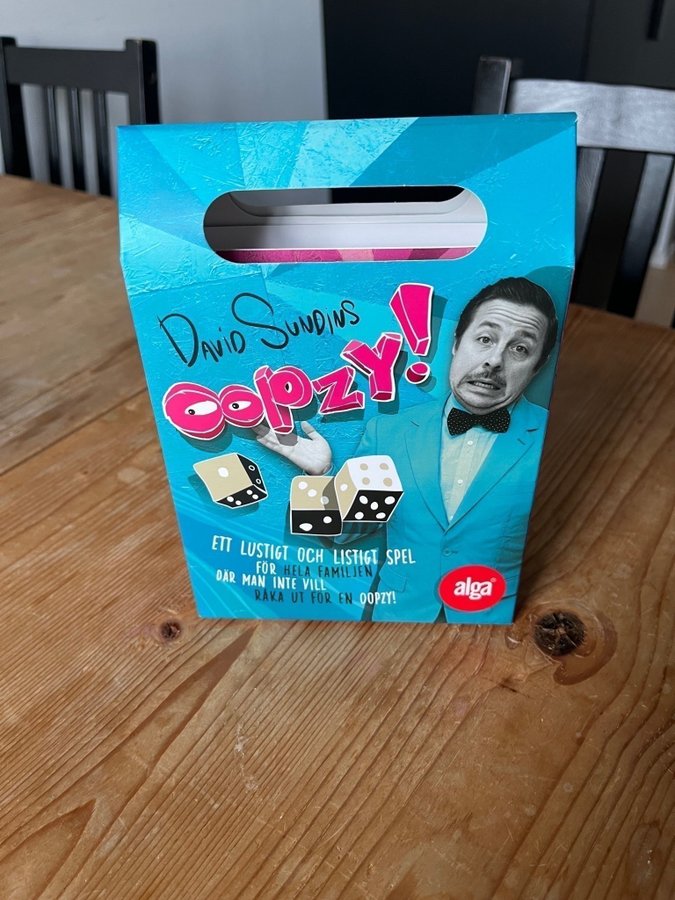 DAVID SUNDINS
OOPZY!
ETT LUSTIGT OCH LISTIGT SPEL
FÖR HELA FAMILJEN
DÄR MAN INTE VILL
RÅKA UT FÖR EN OOPZY!
alga®